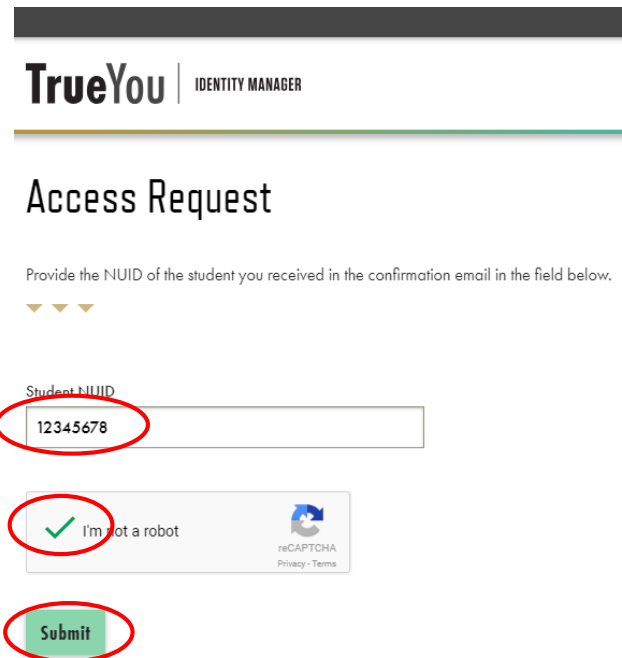 TrueYou IDENTITY MANAGER
Access Request
Provide the NUID of the student you received in the confirmation email in the field below.
Student NUID
12345678
I'm not a robot
reCAPTCHA
Privacy - Terms
Submit